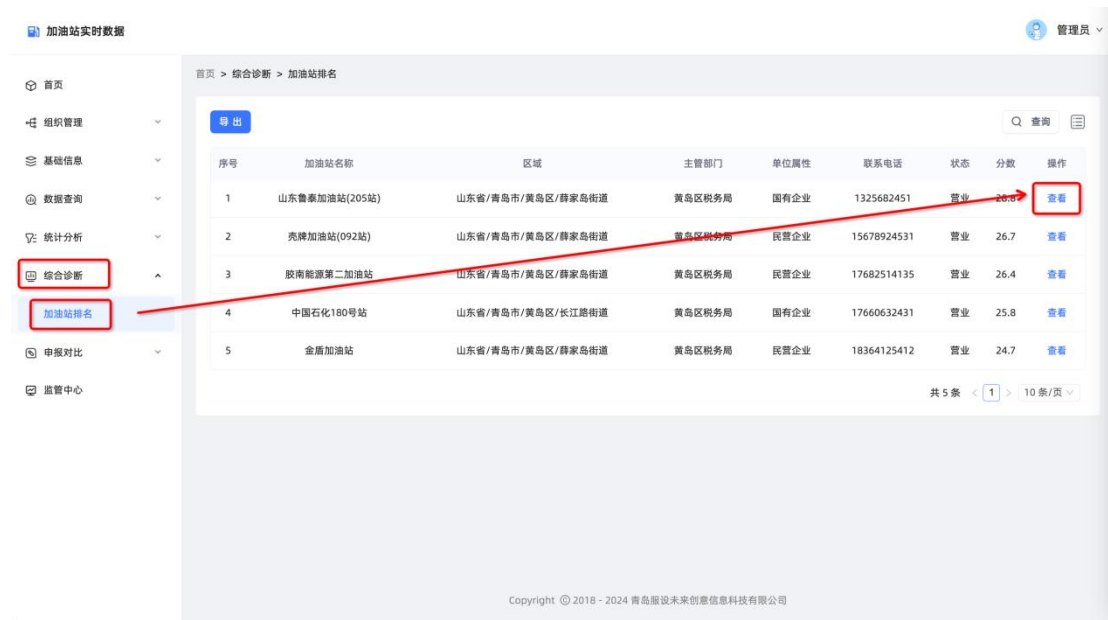 加油站实时数据
管理员
首页
组织管理
基础信息
数据查询
统计分析
综合诊断
加油站排名
申报对比
监管中心
首页 > 综合诊断 > 加油站排名
导出
查询
序号 加油站名称 区域 主管部门 单位属性 联系电话 状态 分数 操作
1 山东鲁泰加油站(205站) 山东省/青岛市/黄岛区/薛家岛街道 黄岛区税务局 国有企业 1325682451 营业 28.8 查看
2 壳牌加油站(092站) 山东省/青岛市/黄岛区/薛家岛街道 黄岛区税务局 民营企业 15678924531 营业 26.7 查看
3 胶南能源第二加油站 山东省/青岛市/黄岛区/薛家岛街道 黄岛区税务局 民营企业 17682514135 营业 26.4 查看
4 中国石化180号站 山东省/青岛市/黄岛区/长江路街道 黄岛区税务局 国有企业 17660632431 营业 25.8 查看
5 金盾加油站 山东省/青岛市/黄岛区/薛家岛街道 黄岛区税务局 民营企业 18364125412 营业 24.7 查看
共 5 条 < 1 > 10 条/页
Copyright © 2018 - 2024 青岛服设未来创意信息科技有限公司